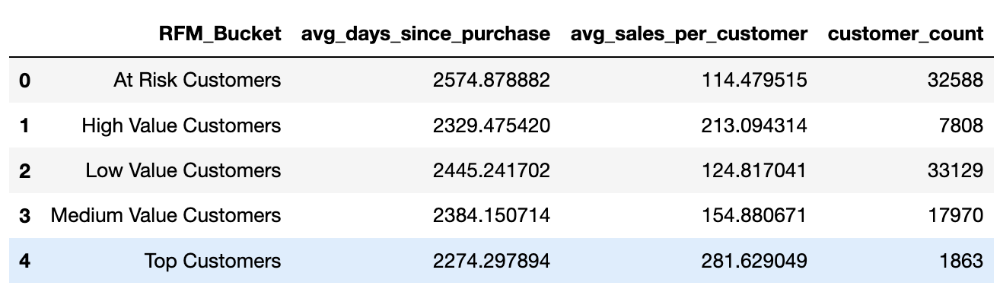 RFM_Bucket avg_days_since_purchase avg_sales_per_customer customer_count
0 At Risk Customers 2574.878882 114.479515 32588
1 High Value Customers 2329.475420 213.094314 7808
2 Low Value Customers 2445.241702 124.817041 33129
3 Medium Value Customers 2384.150714 154.880671 17970
4 Top Customers 2274.297894 281.629049 1863